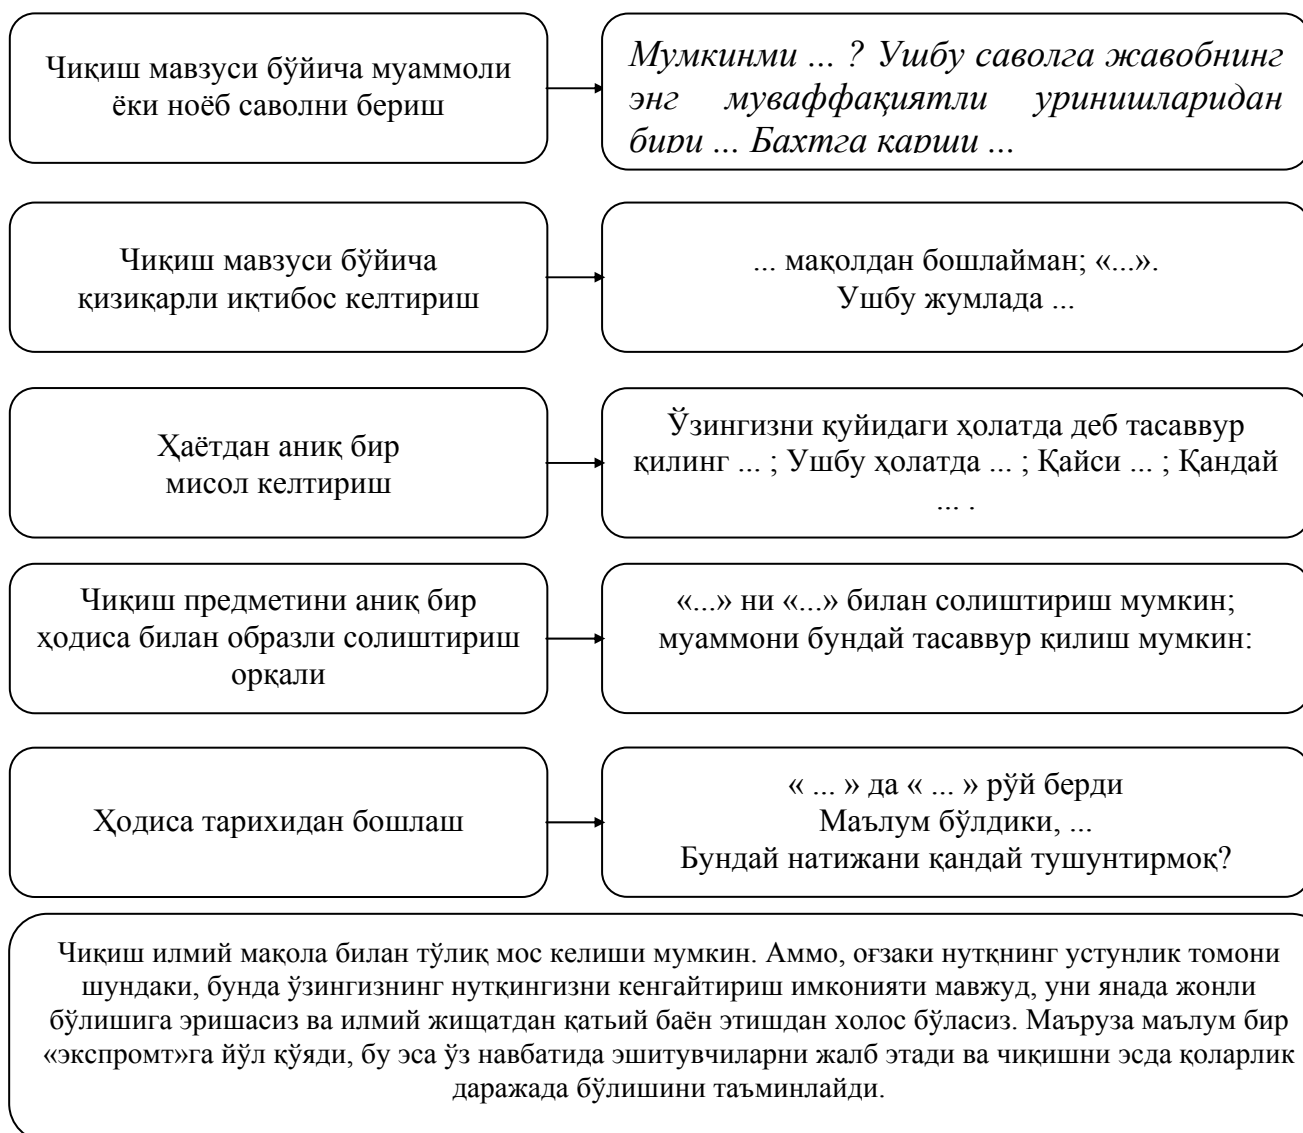 Чиқиш мавзуси бўйича муаммоли
ёки ноёб саволни бериш
Мумкинми ... ? Ушбу саволга жавобнинг
энг муваффақиятли уринишларидан
бири ... Бахтга қарши ...
Чиқиш мавзуси бўйича
қизиқарли иқтибос келтириш
... мақолдан бошлайман; «...».
Ушбу жумлада ...
Ҳаётдан аниқ бир
мисол келтириш
Ўзингизни қуйидаги ҳолатда деб тасаввур
қилинг ... ; Ушбу ҳолатда ... ; Қайси ... ; Қандай
... .
Чиқиш предметини аниқ бир
ҳодиса билан образли солиштириш
орқали
«...» ни «...» билан солиштириш мумкин;
муаммони бундай тасаввур қилиш мумкин:
Ҳодиса тарихидан бошлаш
« ... » да « ... » рўй берди
Маълум бўлдики, ...
Бундай натижани қандай тушунтирмоқ?
Чиқиш илмий мақола билан тўлиқ мос келиши мумкин. Аммо, оғзаки нутқнинг устунлик томони
шундаки, бунда ўзингизнинг нутқингизни кенгайтириш имконияти мавжуд, уни янада жонли
бўлишига эришасиз ва илмий жищатдан қатьий баён этишдан холос бўласиз. Маъруза маълум бир
«экспромт»га йўл қўяди, бу эса ўз навбатида эшитувчиларни жалб этади ва чиқишни эсда қоларлик
даражада бўлишини таъминлайди.